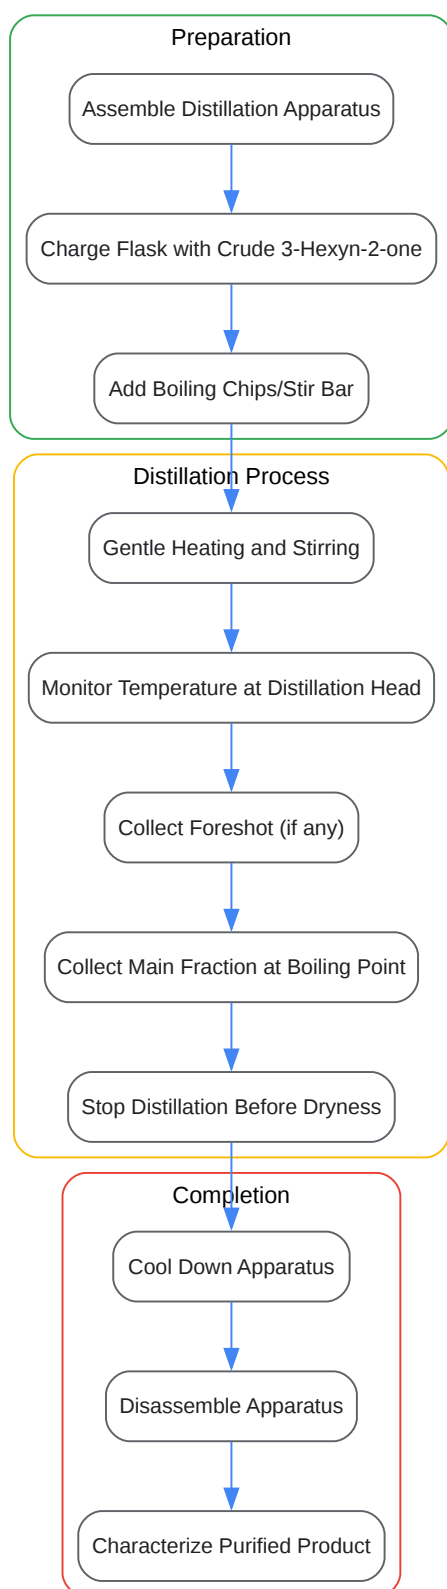 Preparation
Assemble Distillation Apparatus
Charge Flask with Crude 3-Hexyn-2-one
Add Boiling Chips/Stir Bar
Distillation Process
Gentle Heating and Stirring
Monitor Temperature at Distillation Head
Collect Foreshot (if any)
Collect Main Fraction at Boiling Point
Stop Distillation Before Dryness
Completion
Cool Down Apparatus
Disassemble Apparatus
Characterize Purified Product